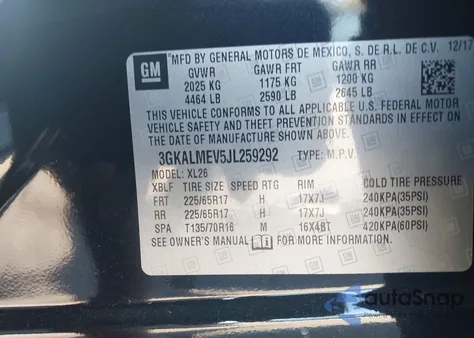 GM
MFD BY GENERAL MOTORS DE MEXICO, S. DE R.L. DE C.V. 12/17
GVWR GAWR FRT GAWR RR
2025 KG 1175 KG 1200 KG
4464 LB 2590 LB 2645 LB
THIS VEHICLE CONFORMS TO ALL APPLICABLE U.S. FEDERAL MOTOR
VEHICLE SAFETY AND THEFT PREVENTION STANDARDS IN EFFECT
ON THE DATE OF MANUFACTURE SHOWN ABOVE.
3GKALMEV5JL259292 TYPE: M.P.V.
MODEL: XL26
XBLF TIRE SIZE SPEED RTG RIM COLD TIRE PRESSURE
FRT 225/65R17 H 17X7J 240KPA(35PSI)
RR 225/65R17 H 17X7J 240KPA(35PSI)
SPA T135/70R16 M 16X4BT 420KPA(60PSI)
SEE OWNER'S MANUAL FOR MORE INFORMATION.
autoSnap